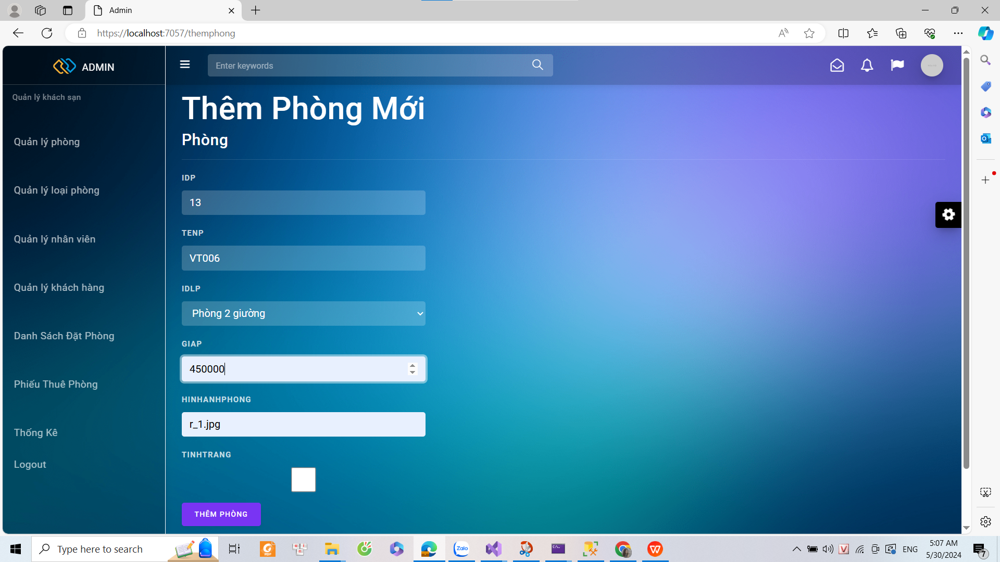 Admin
https://localhost:7057/themphong
ADMIN
Enter keywords
Quản lý khách sạn
Quản lý phòng
Quản lý loại phòng
Quản lý nhân viên
Quản lý khách hàng
Danh Sách Đặt Phòng
Phiếu Thuê Phòng
Thống Kê
Logout
Thêm Phòng Mới
Phòng
IDP
13
TENP
VT006
IDLP
Phòng 2 giường
GIAP
450000
HINHANHPHONG
r_1.jpg
TINHTRANG
THÊM PHÒNG
Type here to search
Zalo
ENG
5:07 AM
5/30/2024
7